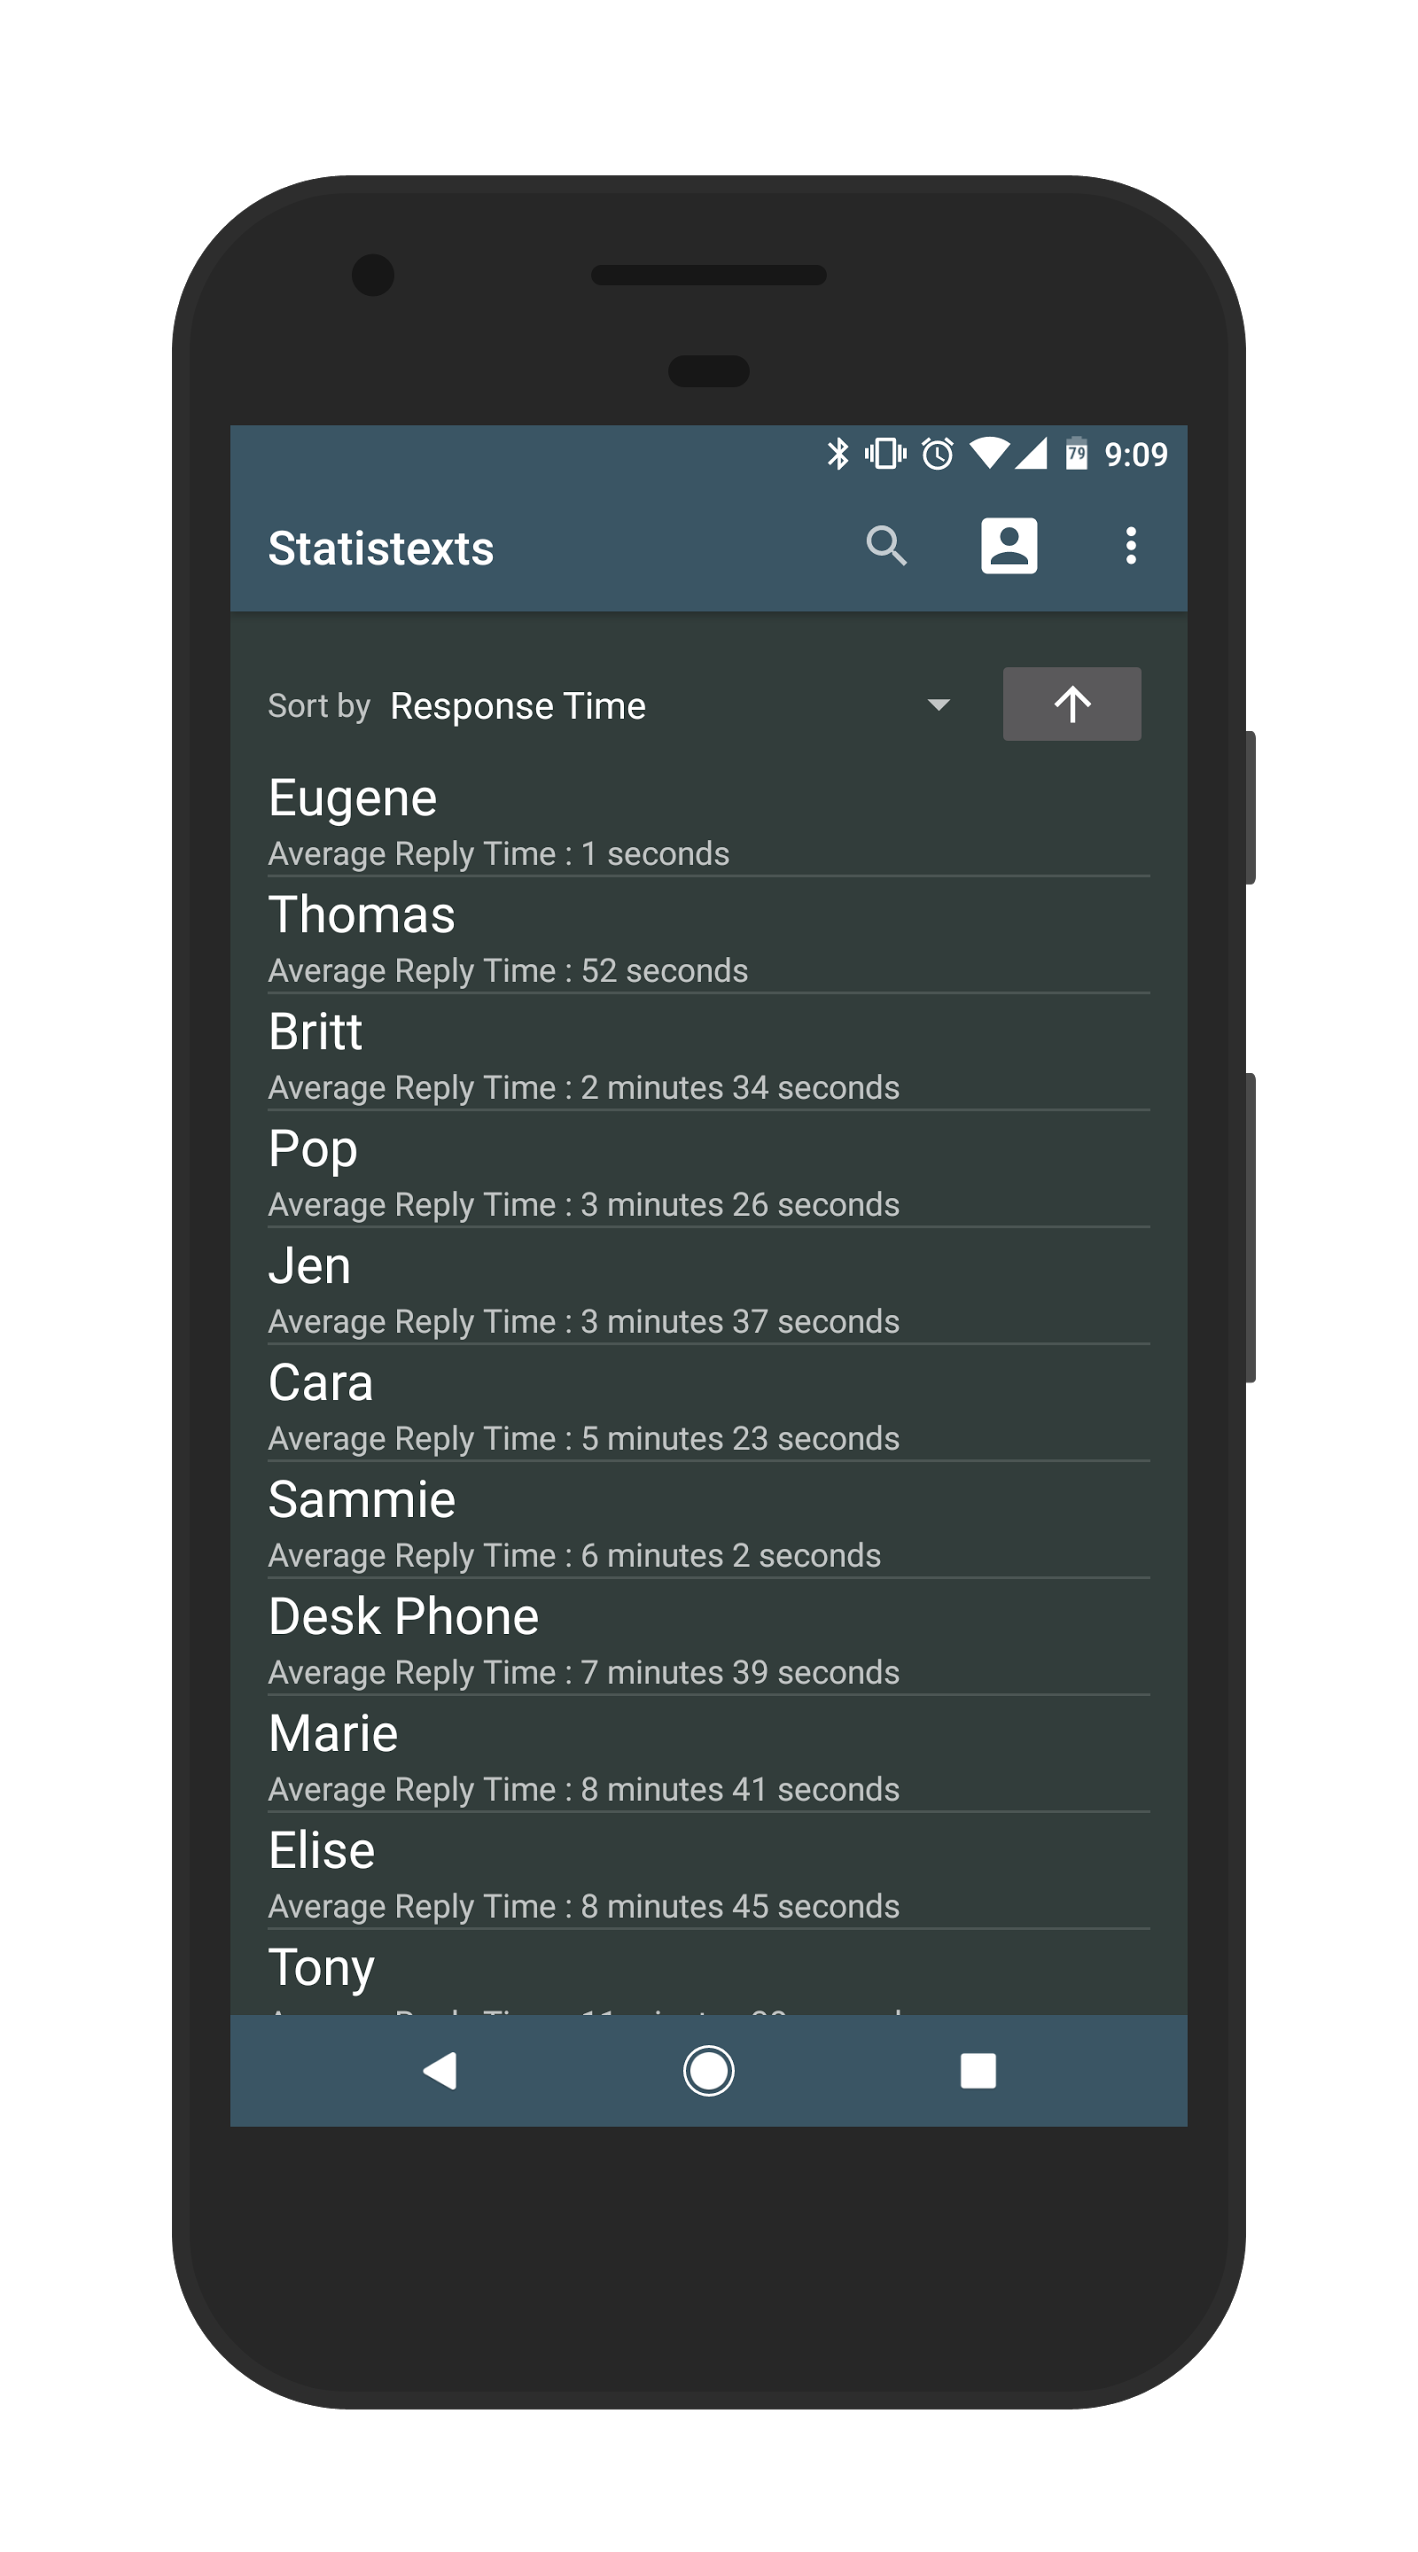 79 9:09
Statistexts
Sort by Response Time
Eugene
Average Reply Time : 1 seconds
Thomas
Average Reply Time : 52 seconds
Britt
Average Reply Time : 2 minutes 34 seconds
Pop
Average Reply Time : 3 minutes 26 seconds
Jen
Average Reply Time : 3 minutes 37 seconds
Cara
Average Reply Time : 5 minutes 23 seconds
Sammie
Average Reply Time : 6 minutes 2 seconds
Desk Phone
Average Reply Time : 7 minutes 39 seconds
Marie
Average Reply Time : 8 minutes 41 seconds
Elise
Average Reply Time : 8 minutes 45 seconds
Tony